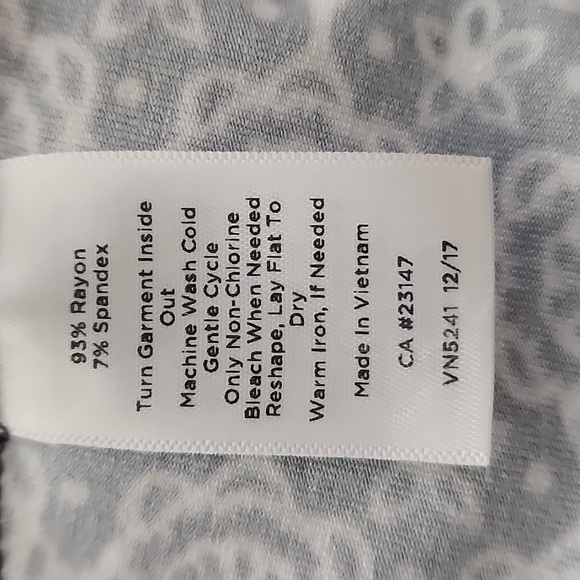 93% Rayon
7% Spandex
Turn Garment Inside
Out
Machine Wash Cold
Gentle Cycle
Only Non-Chlorine
Bleach When Needed
Reshape, Lay Flat To
Dry
Warm Iron, If Needed
Made In Vietnam
CA #23147
VN5241 12/17